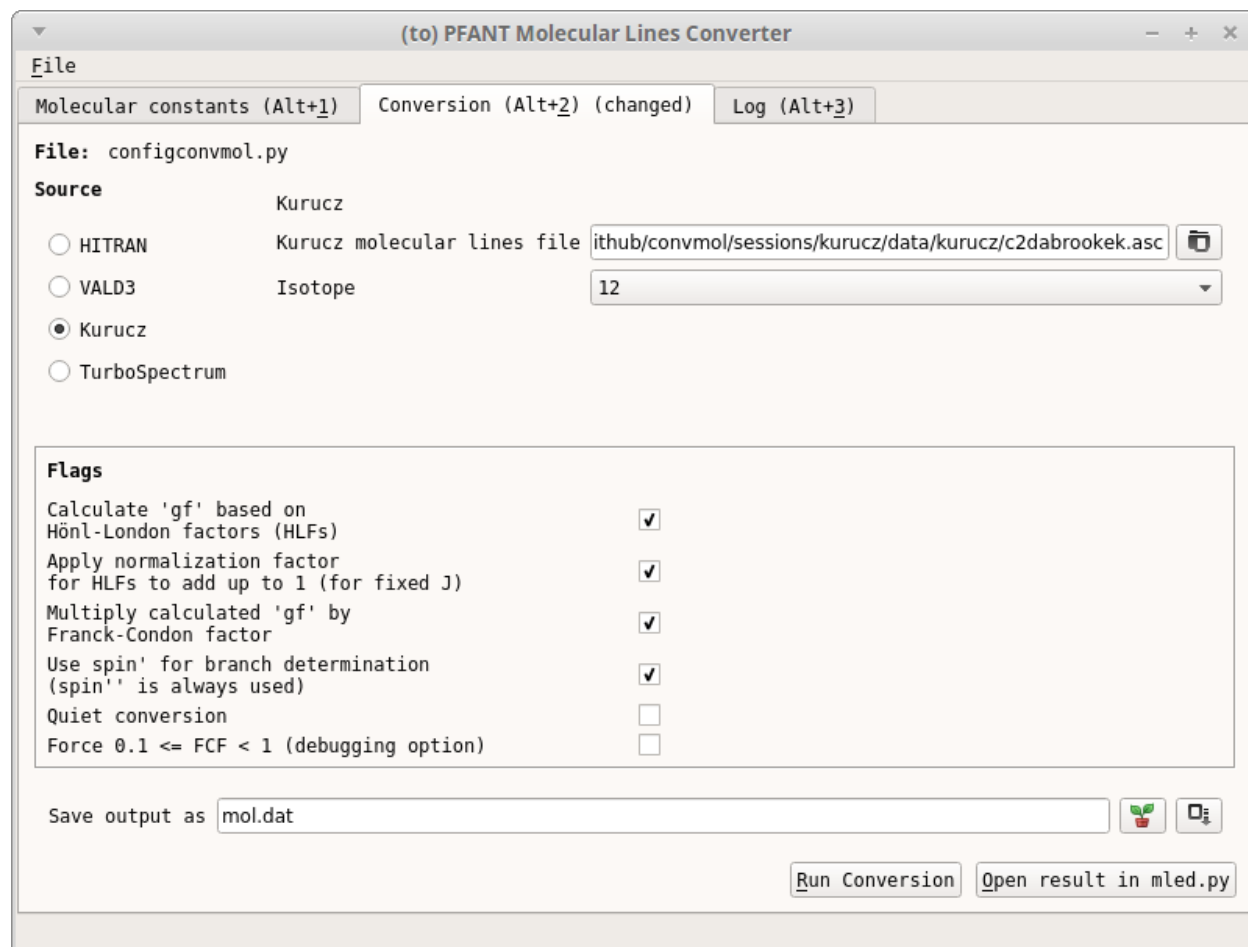 (to) PFANT Molecular Lines Converter
File
Molecular constants (Alt+1) Conversion (Alt+2) (changed) Log (Alt+3)
File: configconvmol.py
Source
Kurucz
HITRAN Kurucz molecular lines file ithub/convmol/sessions/kurucz/data/kurucz/c2dabrookek.asc
VALD3 Isotope 12
Kurucz
TurboSpectrum
Flags
Calculate 'gf' based on
Hönl-London factors (HLFs)
Apply normalization factor
for HLFs to add up to 1 (for fixed J)
Multiply calculated 'gf' by
Franck-Condon factor
Use spin' for branch determination
(spin'' is always used)
Quiet conversion
Force 0.1 <= FCF < 1 (debugging option)
Save output as mol.dat
Run Conversion Open result in mled.py